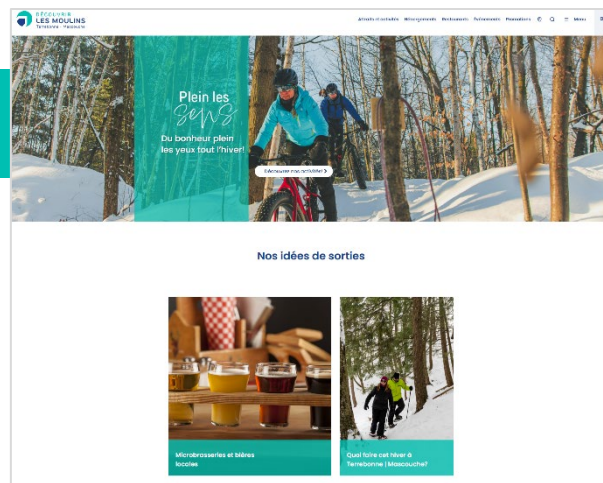 DÉCOUVRIR
LES MOULINS
Terrebonne - Mascouche
Attraits et activités Hébergements Restaurants Événements Promotions Menu
Plein les
sens
Du bonheur plein
les yeux tout l'hiver!
Découvrez nos activités!
Nos idées de sorties
Microbrasseries et bières
locales
Quoi faire cet hiver à
Terrebonne | Mascouche?